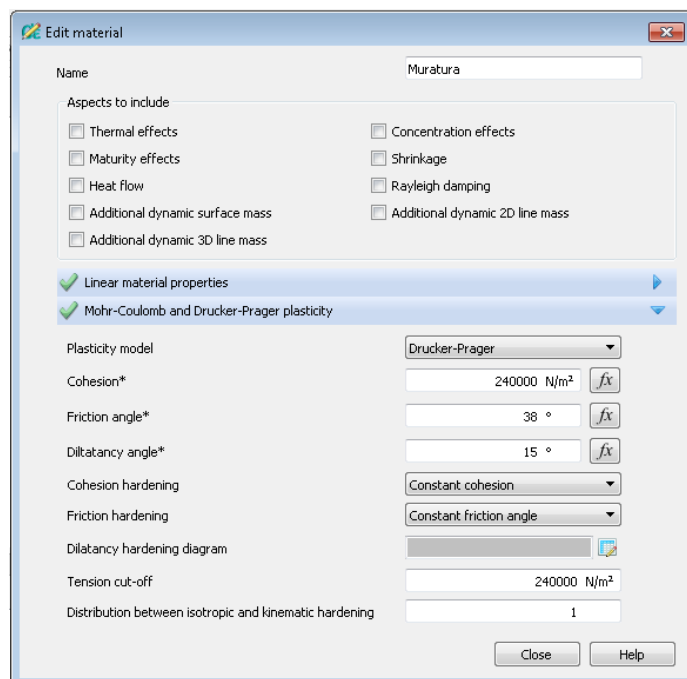 Edit material
Name Muratura
Aspects to include
Thermal effects Concentration effects
Maturity effects Shrinkage
Heat flow Rayleigh damping
Additional dynamic surface mass Additional dynamic 2D line mass
Additional dynamic 3D line mass
Linear material properties
Mohr-Coulomb and Drucker-Prager plasticity
Plasticity model Drucker-Prager
Cohesion* 240000 N/m² fx
Friction angle* 38 ° fx
Diltatancy angle* 15 ° fx
Cohesion hardening Constant cohesion
Friction hardening Constant friction angle
Dilatancy hardening diagram
Tension cut-off 240000 N/m²
Distribution between isotropic and kinematic hardening 1
Close Help